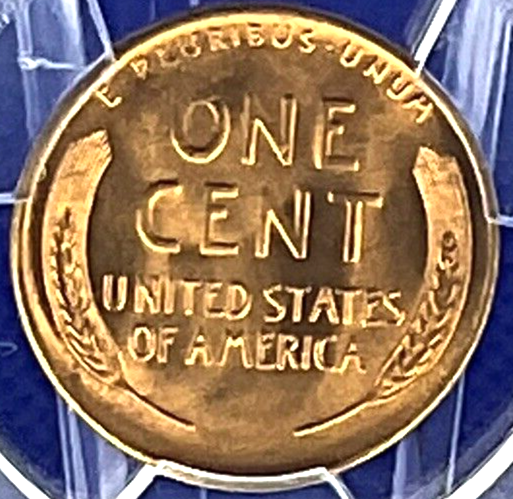 E PLURIBUS · UNUM
ONE
CENT
UNITED STATES
OF AMERICA